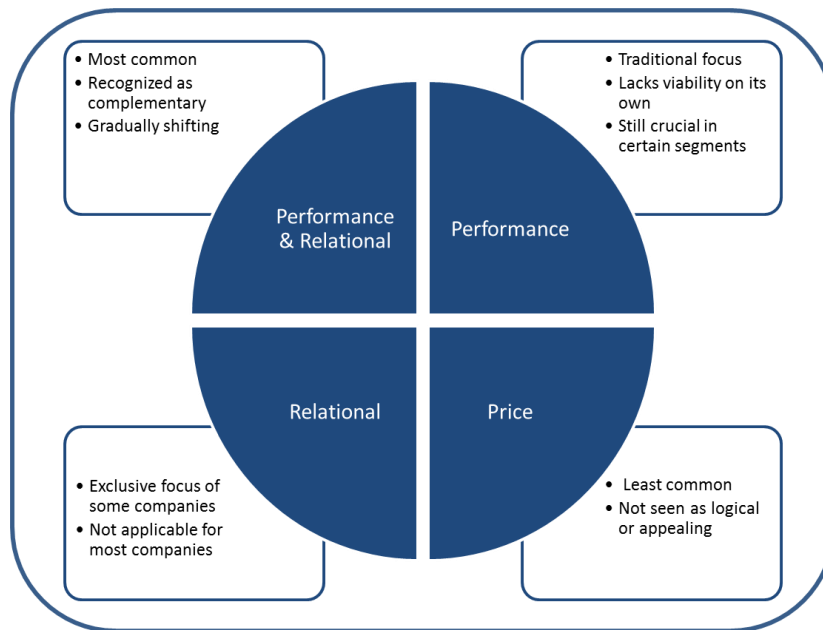 • Most common
• Recognized as
complementary
• Gradually shifting
• Traditional focus
• Lacks viability on its
own
• Still crucial in
certain segments
Performance
& Relational
Performance
Relational
Price
• Exclusive focus of
some companies
• Not applicable for
most companies
• Least common
• Not seen as logical
or appealing